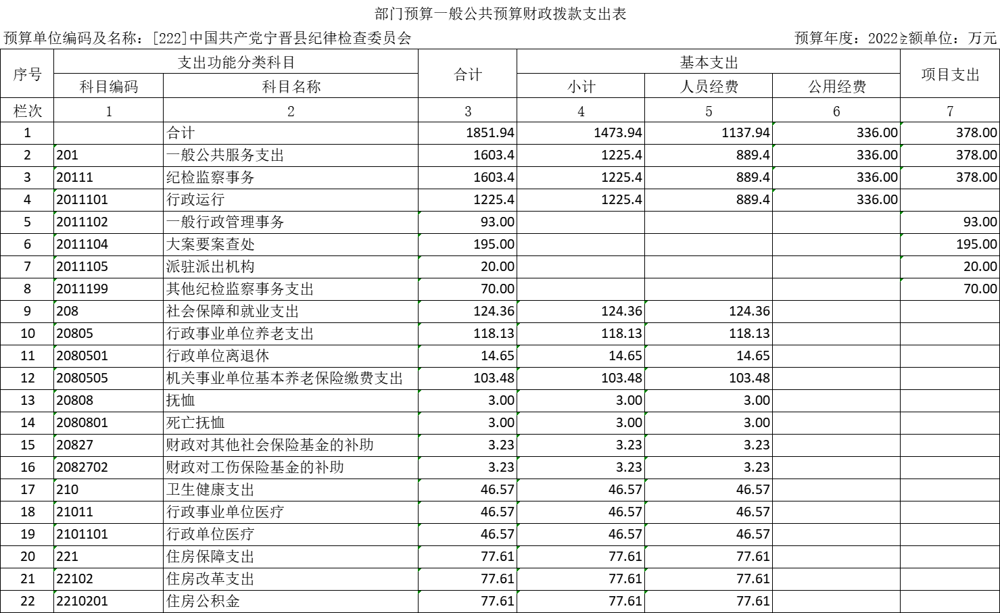 部门预算一般公共预算财政拨款支出表
预算单位编码及名称：[222]中国共产党宁晋县纪律检查委员会 预算年度：2022 金额单位：万元
序号 支出功能分类科目 合计 基本支出 项目支出
科目编码 科目名称 小计 人员经费 公用经费
栏次 1 2 3 4 5 6 7
1 合计 1851.94 1473.94 1137.94 336.00 378.00
2 201 一般公共服务支出 1603.4 1225.4 889.4 336.00 378.00
3 20111 纪检监察事务 1603.4 1225.4 889.4 336.00 378.00
4 2011101 行政运行 1225.4 1225.4 889.4 336.00
5 2011102 一般行政管理事务 93.00 93.00
6 2011104 大案要案查处 195.00 195.00
7 2011105 派驻派出机构 20.00 20.00
8 2011199 其他纪检监察事务支出 70.00 70.00
9 208 社会保障和就业支出 124.36 124.36 124.36
10 20805 行政事业单位养老支出 118.13 118.13 118.13
11 2080501 行政单位离退休 14.65 14.65 14.65
12 2080505 机关事业单位基本养老保险缴费支出 103.48 103.48 103.48
13 20808 抚恤 3.00 3.00 3.00
14 2080801 死亡抚恤 3.00 3.00 3.00
15 20827 财政对其他社会保险基金的补助 3.23 3.23 3.23
16 2082702 财政对工伤保险基金的补助 3.23 3.23 3.23
17 210 卫生健康支出 46.57 46.57 46.57
18 21011 行政事业单位医疗 46.57 46.57 46.57
19 2101101 行政单位医疗 46.57 46.57 46.57
20 221 住房保障支出 77.61 77.61 77.61
21 22102 住房改革支出 77.61 77.61 77.61
22 2210201 住房公积金 77.61 77.61 77.61